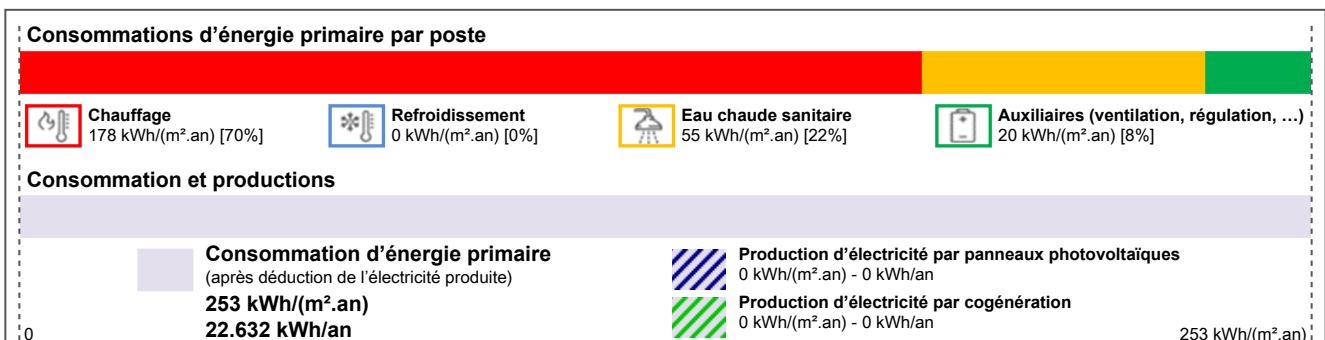 Consommations d'énergie primaire par poste
Chauffage
178 kWh/(m².an) [70%]
Refroidissement
0 kWh/(m².an) [0%]
Eau chaude sanitaire
55 kWh/(m².an) [22%]
Auxiliaires (ventilation, régulation, …)
20 kWh/(m².an) [8%]
Consommation et productions
Consommation d'énergie primaire
(après déduction de l'électricité produite)
253 kWh/(m².an)
22.632 kWh/an
Production d'électricité par panneaux photovoltaïques
0 kWh/(m².an) - 0 kWh/an
Production d'électricité par cogénération
0 kWh/(m².an) - 0 kWh/an
0
253 kWh/(m².an)